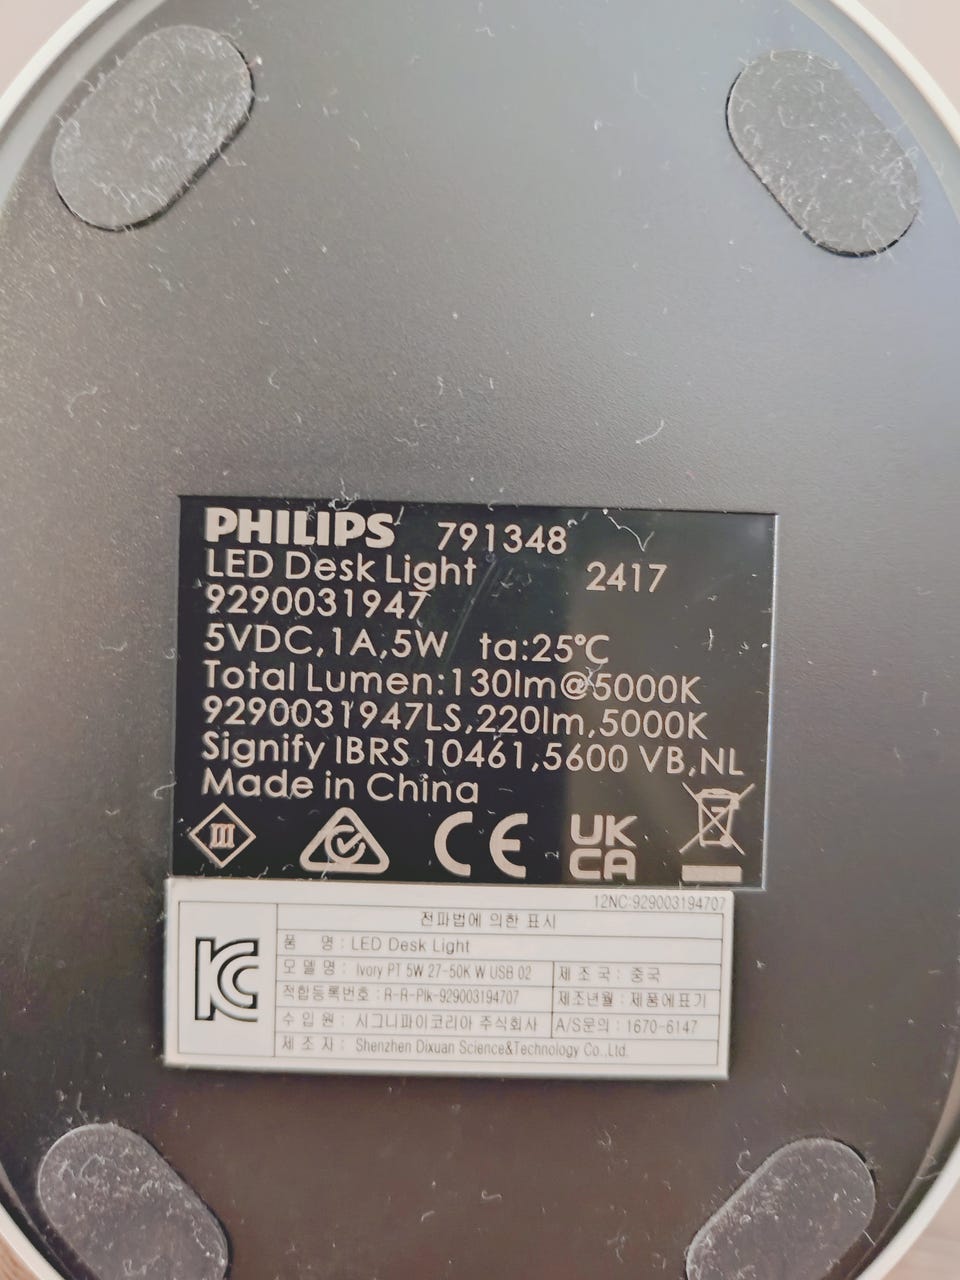 PHILIPS 791348
LED Desk Light 2417
9290031947
5VDC,1A,5W ta:25°C
Total Lumen:130lm@5000K
9290031947LS,220lm,5000K
Signify IBRS 10461,5600 VB,NL
Made in China
III CE UK CA
12NC:929003194707
전파법에 의한 표시
KC
품 명 : LED Desk Light
모 델 명 : Ivory PT 5W 27-50K W USB 02 제 조 국 : 중국
적합등록번호 : R-R-Plk-929003194707 제조년월 : 제품에표기
수 입 원 : 시그니파이코리아 주식회사 A/S문의 : 1670-6147
제 조 자 : Shenzhen Dixuan Science&Technology Co.,Ltd.